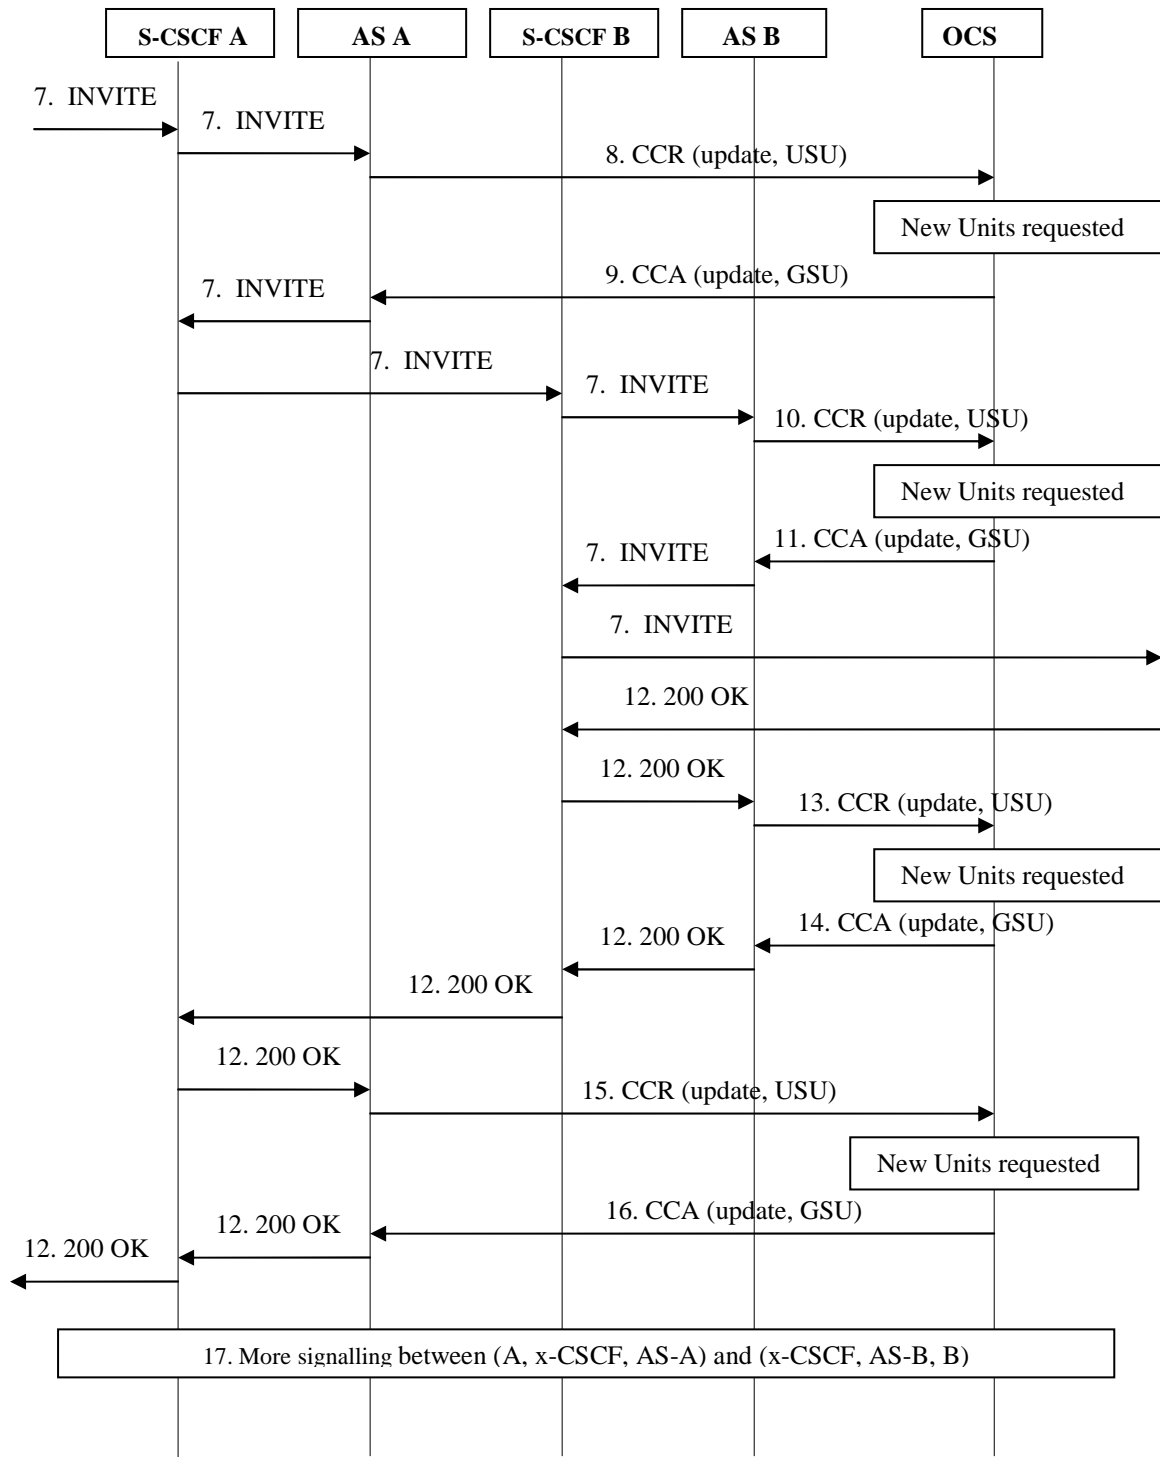 S-CSCF A
AS A
S-CSCF B
AS B
OCS
7. INVITE
7. INVITE
8. CCR (update, USU)
New Units requested
9. CCA (update, GSU)
7. INVITE
7. INVITE
7. INVITE
10. CCR (update, USU)
New Units requested
11. CCA (update, GSU)
7. INVITE
7. INVITE
12. 200 OK
12. 200 OK
13. CCR (update, USU)
New Units requested
14. CCA (update, GSU)
12. 200 OK
12. 200 OK
12. 200 OK
15. CCR (update, USU)
New Units requested
16. CCA (update, GSU)
12. 200 OK
12. 200 OK
17. More signalling between (A, x-CSCF, AS-A) and (x-CSCF, AS-B, B)